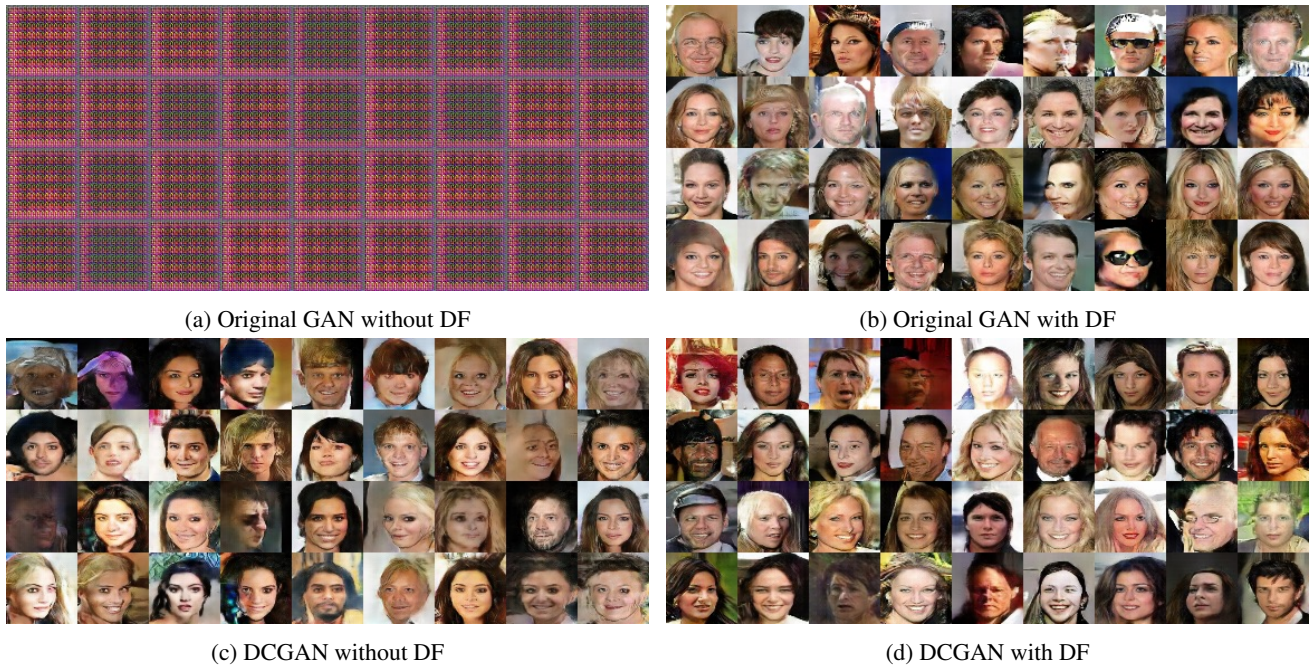 (a) Original GAN without DF
(b) Original GAN with DF
(c) DCGAN without DF
(d) DCGAN with DF